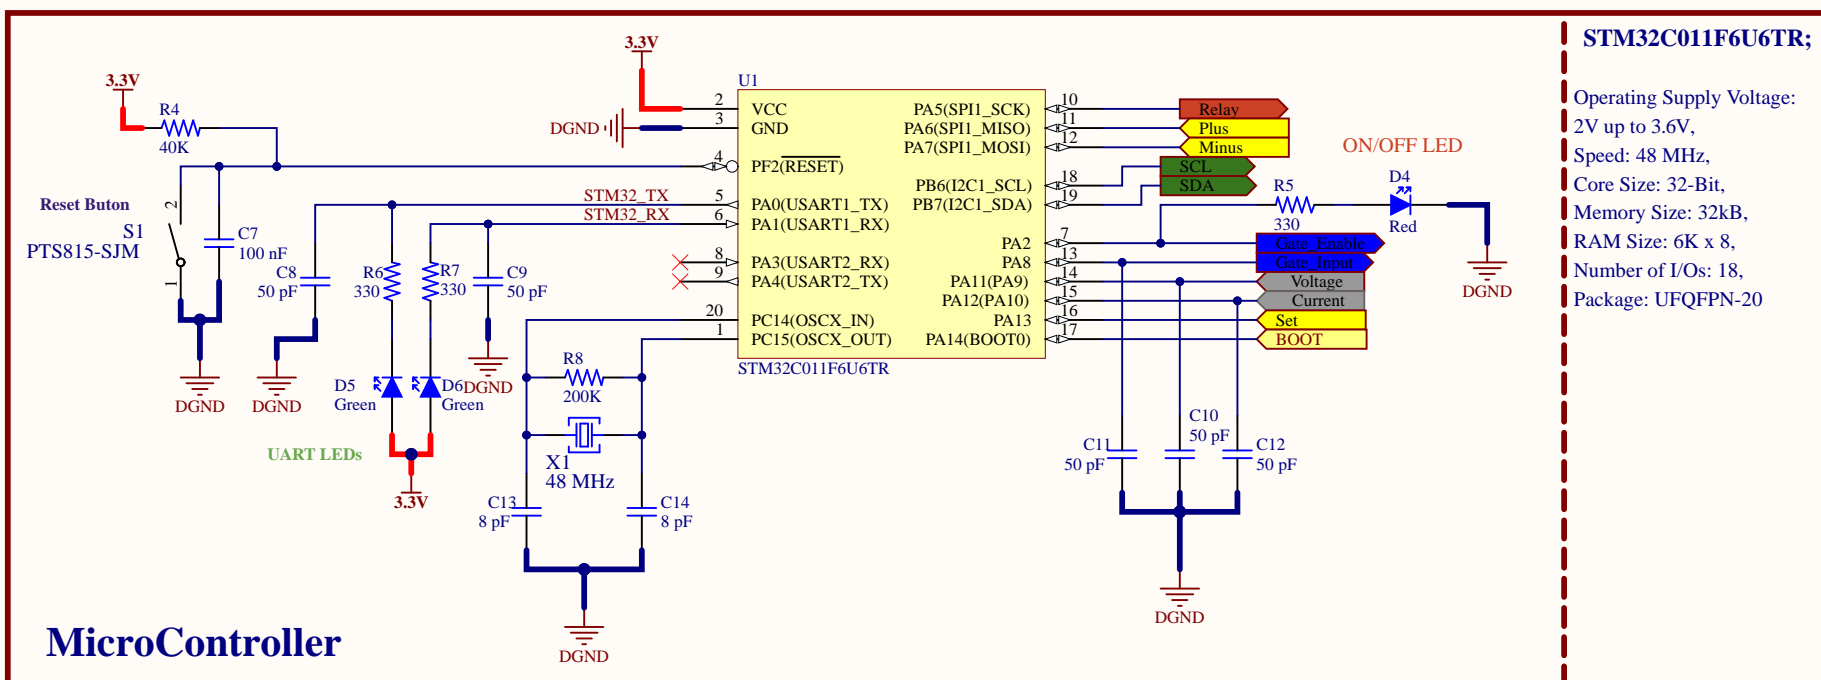 STM32C011F6U6TR;
Operating Supply Voltage:
2V up to 3.6V,
Speed: 48 MHz,
Core Size: 32-Bit,
Memory Size: 32kB,
RAM Size: 6K x 8,
Number of I/Os: 18,
Package: UFQFPN-20
3.3V
R4
40K
Reset Buton
S1
PTS815-SJM
2
1
C7
100 nF
DGND
C8
50 pF
DGND
R6
330
R7
330
C9
50 pF
DGND
D5
Green
D6
Green
UART LEDs
3.3V
STM32_TX
STM32_RX
3.3V
DGND
U1
2 VCC
3 GND
4 PF2(RESET)
5 PA0(USART1_TX)
6 PA1(USART1_RX)
8 PA3(USART2_RX)
9 PA4(USART2_TX)
20 PC14(OSCX_IN)
1 PC15(OSCX_OUT)
PA5(SPI1_SCK) 10 Relay
PA6(SPI1_MISO) 11 Plus
PA7(SPI1_MOSI) 12 Minus
PB6(I2C1_SCL) 18 SCL
PB7(I2C1_SDA) 19 SDA
PA2 7 Gate_Enable
PA8 13 Gate_Input
PA11(PA9) 14 Voltage
PA12(PA10) 15 Current
PA13 16 Set
PA14(BOOT0) 17 BOOT
STM32C011F6U6TR
ON/OFF LED
R5
330
D4
Red
DGND
R8
200K
X1
48 MHz
C13
8 pF
C14
8 pF
DGND
C11
50 pF
C10
50 pF
C12
50 pF
DGND
MicroController